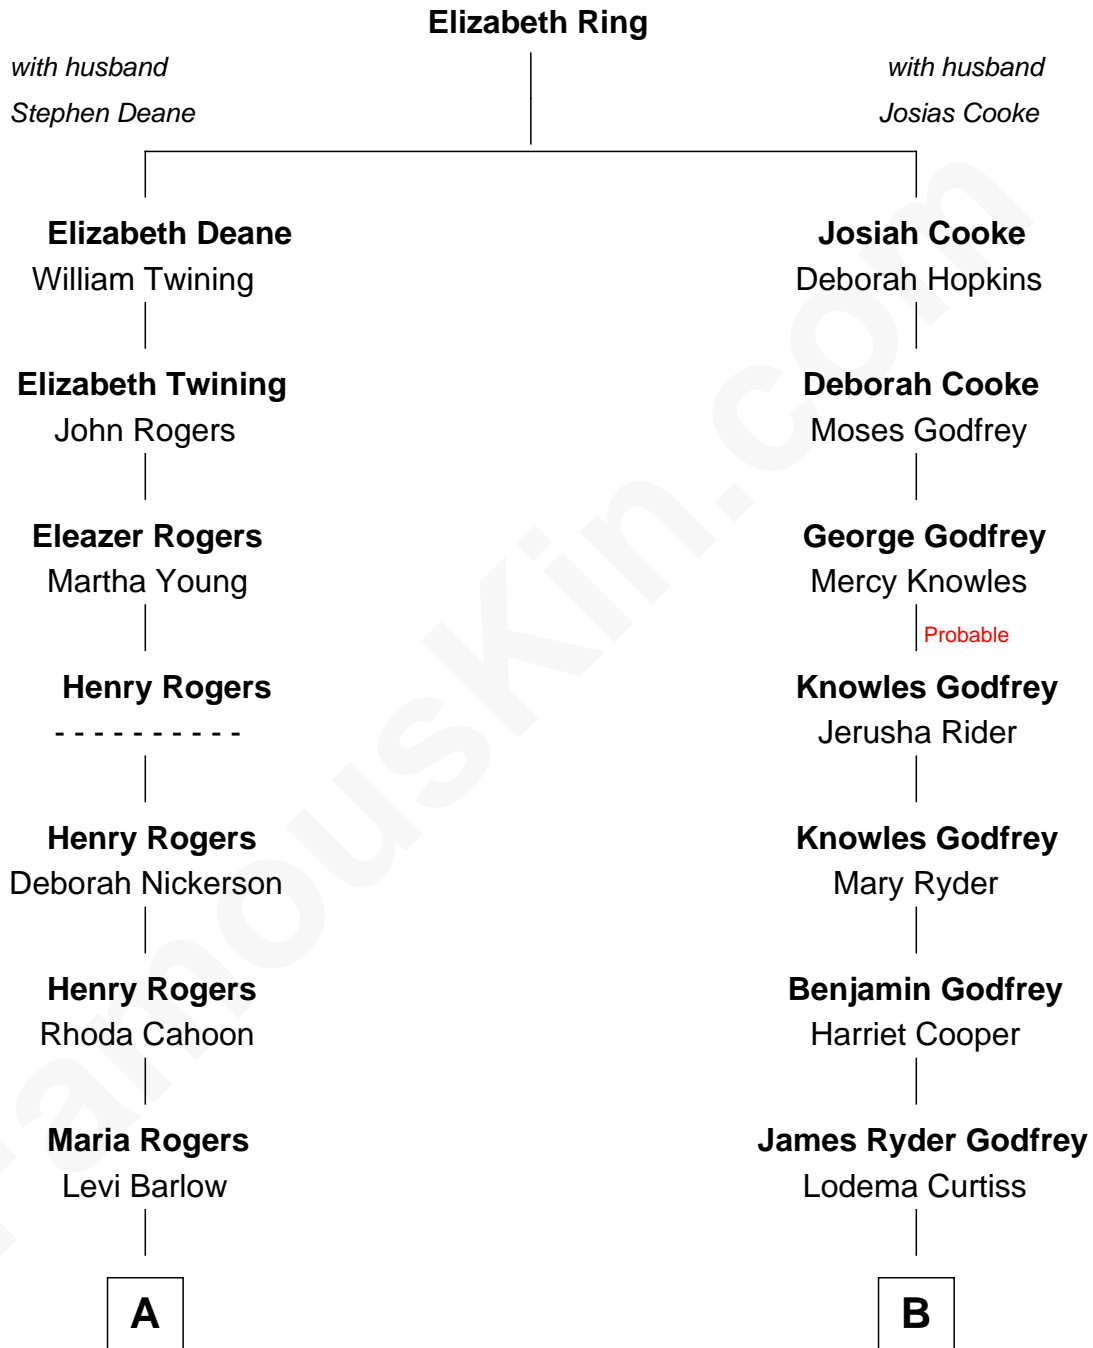 Elizabeth Ring
with husband
Stephen Deane
with husband
Josias Cooke
Elizabeth Deane
William Twining
Josiah Cooke
Deborah Hopkins
Elizabeth Twining
John Rogers
Deborah Cooke
Moses Godfrey
Eleazer Rogers
Martha Young
George Godfrey
Mercy Knowles
Probable
Henry Rogers
- - - - - - - - - -
Knowles Godfrey
Jerusha Rider
Henry Rogers
Deborah Nickerson
Knowles Godfrey
Mary Ryder
Henry Rogers
Rhoda Cahoon
Benjamin Godfrey
Harriet Cooper
Maria Rogers
Levi Barlow
James Ryder Godfrey
Lodema Curtiss
A
B
FamousKin.com